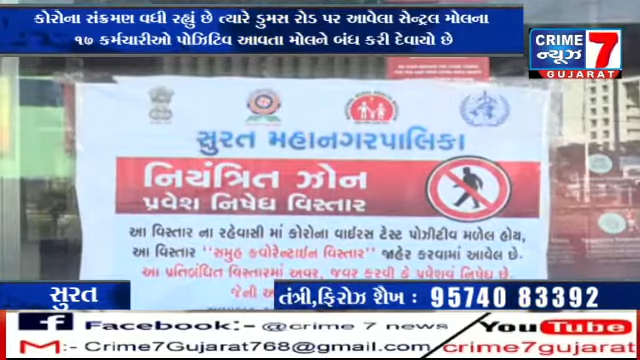 કોરોના સંક્રમણ વધી રહ્યું છે ત્યારે ડુમસ રોડ પર આવેલા સેન્ટ્રલ મોલના
૧૭ કર્મચારીઓ પોઝિટિવ આવતા મોલને બંધ કરી દેવાયો છે
CRIME 7
ન્યૂઝ
GUJARAT
સુરત મહાનગરપાલિકા
નિયંત્રિત ઝોન
પ્રવેશ નિષેધ વિસ્તાર
આ વિસ્તાર ના રહેવાસી માં કોરોના વાઈરસ ટેસ્ટ પોઝીટીવ મળેલ હોય,
આ વિસ્તાર "સમુહ કવોરેન્ટાઈન વિસ્તાર" જાહેર કરવામાં આવેલ છે.
આ પ્રતિબંધિત વિસ્તારમાં અવર, જવર કરવી કે પ્રવેશવું નિષેધ છે.
જેની
સુરત
તંત્રી,ફિરોઝ શૈખ : 95740 83392
Facebook:- @crime 7 news
YouTube
M:- Crime7Gujarat768@gmail.com/crime7gujarat